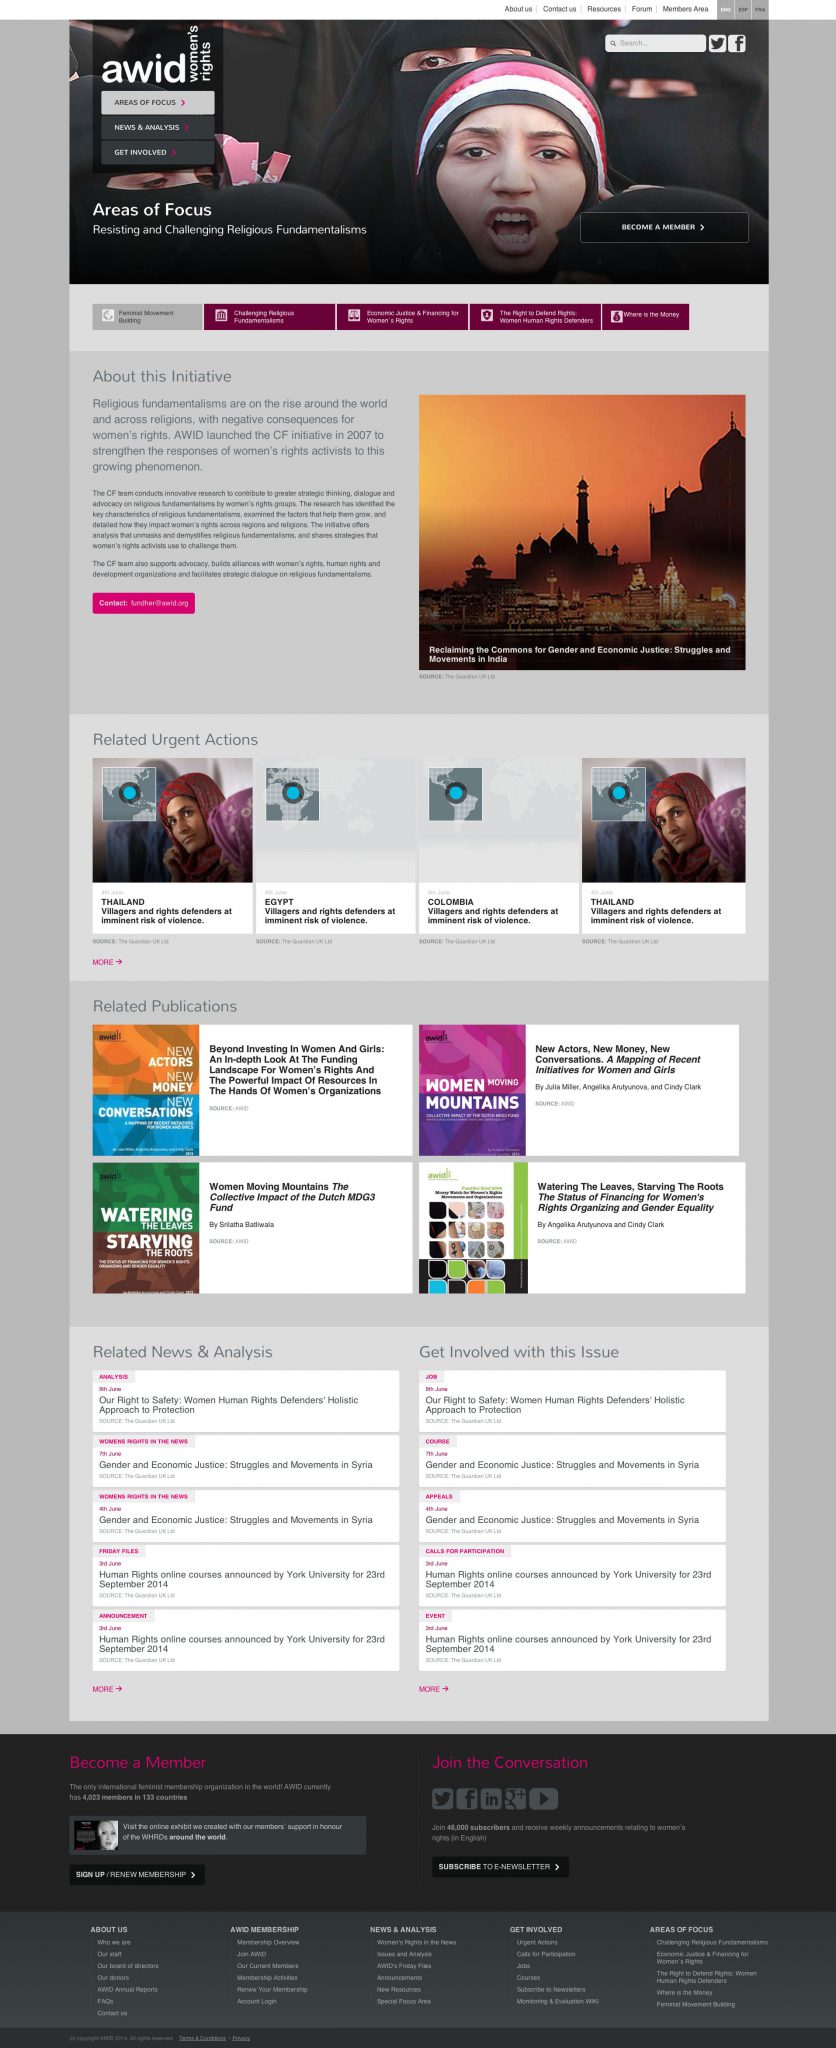 About us
Contact us
Resources
Forum
Members Area
ENG
ESP
FRA
awid women's rights
Search...
AREAS OF FOCUS
NEWS & ANALYSIS
GET INVOLVED
Areas of Focus
Resisting and Challenging Religious Fundamentalisms
BECOME A MEMBER
Feminist Movement
Building
Challenging Religious
Fundamentalisms
Economic Justice & Financing for
Women´s Rights
The Right to Defend Rights:
Women Human Rights Defenders
Where is the Money
About this Initiative
Religious fundamentalisms are on the rise around the world
and across religions, with negative consequences for
women's rights. AWID launched the CF initiative in 2007 to
strengthen the responses of women's rights activists to this
growing phenomenon.
The CF team conducts innovative research to contribute to greater strategic thinking, dialogue and
advocacy on religious fundamentalisms by women's rights groups. The research has identified the
key characteristics of religious fundamentalisms, examined the factors that help them grow, and
detailed how they impact women's rights across regions and religions. The initiative offers
analysis that unmasks and demystifies religious fundamentalisms, and shares strategies that
women's rights activists use to challenge them.
The CF team also supports advocacy, builds alliances with women's rights, human rights and
development organizations and facilitates strategic dialogue on religious fundamentalisms.
Contact: fundher@awid.org
Reclaiming the Commons for Gender and Economic Justice: Struggles and
Movements in India
SOURCE: The Guardian UK Ltd
Related Urgent Actions
4th June
THAILAND
Villagers and rights defenders at
imminent risk of violence.
SOURCE: The Guardian UK Ltd
4th June
EGYPT
Villagers and rights defenders at
imminent risk of violence.
SOURCE: The Guardian UK Ltd
4th June
COLOMBIA
Villagers and rights defenders at
imminent risk of violence.
SOURCE: The Guardian UK Ltd
4th June
THAILAND
Villagers and rights defenders at
imminent risk of violence.
SOURCE: The Guardian UK Ltd
MORE
Related Publications
awid
NEW
ACTORS
NEW
MONEY
NEW
CONVERSATIONS
A MAPPING OF RECENT INITIATIVES
FOR WOMEN AND GIRLS
Beyond Investing In Women And Girls:
An In-depth Look At The Funding
Landscape For Women's Rights And
The Powerful Impact Of Resources In
The Hands Of Women's Organizations
SOURCE: AWID
awid
WOMEN MOVING
MOUNTAINS
COLLECTIVE IMPACT OF THE DUTCH MDG3 FUND
New Actors, New Money, New
Conversations. A Mapping of Recent
Initiatives for Women and Girls
By Julia Miller, Angelika Arutyunova, and Cindy Clark
SOURCE: AWID
awid
WATERING
THE LEAVES
STARVING
THE ROOTS
THE STATUS OF FINANCING FOR WOMEN'S RIGHTS
ORGANIZING AND GENDER EQUALITY
Women Moving Mountains The
Collective Impact of the Dutch MDG3
Fund
By Srilatha Batliwala
SOURCE: AWID
awid
Money Watch for Women's Rights
Movements and Organizations
Watering The Leaves, Starving The Roots
The Status of Financing for Women's
Rights Organizing and Gender Equality
By Angelika Arutyunova and Cindy Clark
SOURCE: AWID
Related News & Analysis
ANALYSIS
9th June
Our Right to Safety: Women Human Rights Defenders' Holistic
Approach to Protection
SOURCE: The Guardian UK Ltd
WOMENS RIGHTS IN THE NEWS
7th June
Gender and Economic Justice: Struggles and Movements in Syria
SOURCE: The Guardian UK Ltd
WOMENS RIGHTS IN THE NEWS
4th June
Gender and Economic Justice: Struggles and Movements in Syria
SOURCE: The Guardian UK Ltd
FRIDAY FILES
3rd June
Human Rights online courses announced by York University for 23rd
September 2014
SOURCE: The Guardian UK Ltd
ANNOUNCEMENT
3rd June
Human Rights online courses announced by York University for 23rd
September 2014
SOURCE: The Guardian UK Ltd
MORE
Get Involved with this Issue
JOB
9th June
Our Right to Safety: Women Human Rights Defenders' Holistic
Approach to Protection
SOURCE: The Guardian UK Ltd
COURSE
7th June
Gender and Economic Justice: Struggles and Movements in Syria
SOURCE: The Guardian UK Ltd
APPEALS
4th June
Gender and Economic Justice: Struggles and Movements in Syria
SOURCE: The Guardian UK Ltd
CALLS FOR PARTICIPATION
3rd June
Human Rights online courses announced by York University for 23rd
September 2014
SOURCE: The Guardian UK Ltd
EVENT
3rd June
Human Rights online courses announced by York University for 23rd
September 2014
SOURCE: The Guardian UK Ltd
MORE
Become a Member
The only international feminist membership organization in the world! AWID currently
has 4,023 members in 133 countries
Visit the online exhibit we created with our members´ support in honour
of the WHRDs around the world.
SIGN UP / RENEW MEMBERSHIP
Join the Conversation
Join 46,000 subscribers and receive weekly announcements relating to women's
rights (in English)
SUBSCRIBE TO E-NEWSLETTER
ABOUT US
Who we are
Our staff
Our board of directors
Our donors
AWID Annual Reports
FAQs
Contact us
AWID MEMBERSHIP
Membership Overview
Join AWID
Our Current Members
Membership Activities
Renew Your Membership
Account Login
NEWS & ANALYSIS
Women's Rights in the News
Issues and Analysis
AWID's Friday Files
Announcements
New Resources
Special Focus Area
GET INVOLVED
Urgent Actions
Calls for Participation
Jobs
Courses
Subscribe to Newsletters
Monitoring & Evaluation WIKI
AREAS OF FOCUS
Challenging Religious Fundamentalisms
Economic Justice & Financing for
Women´s Rights
The Right to Defend Rights: Women
Human Rights Defenders
Where is the Money
Feminist Movement Building
(c) copyright AWID 2014. All rights reserved.
Terms & Conditions | Privacy